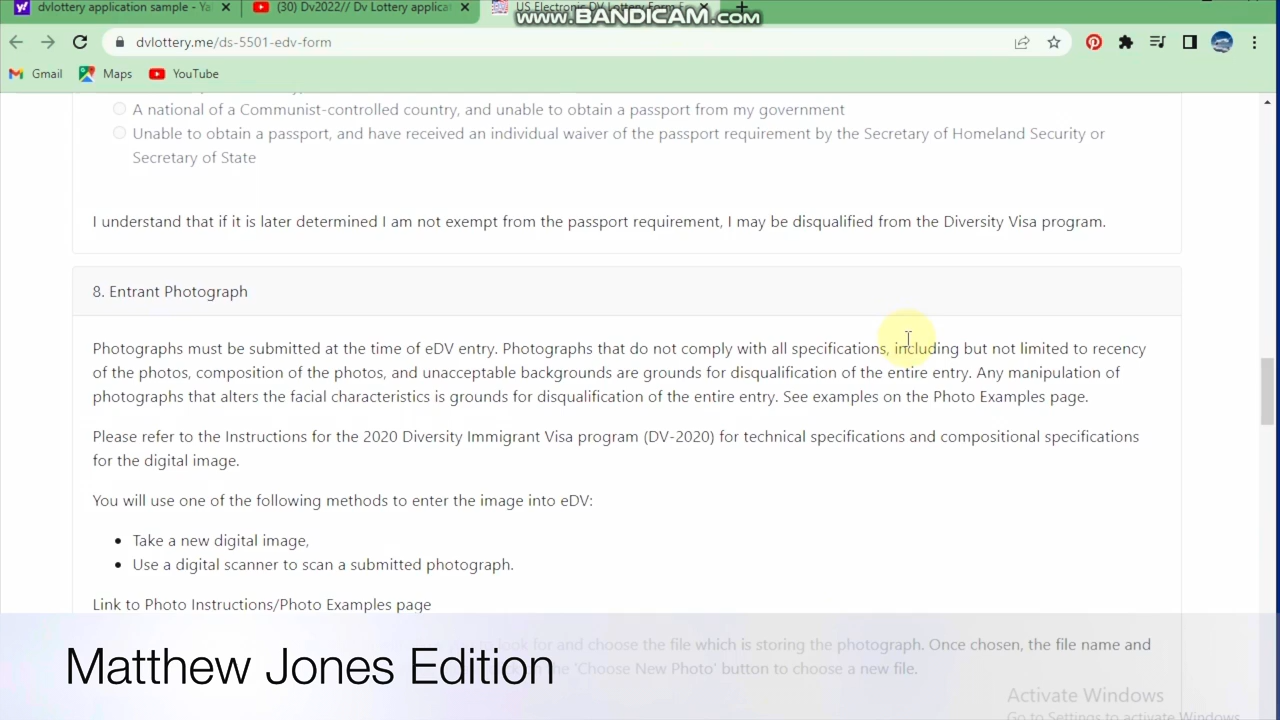 dvlottery application sample - Ya
(30) Dv2022// Dv Lottery applicat
US Electronic DV Lottery Form F
www.BANDICAM.com
dvlottery.me/ds-5501-edv-form
Gmail
Maps
YouTube
A national of a Communist-controlled country, and unable to obtain a passport from my government
Unable to obtain a passport, and have received an individual waiver of the passport requirement by the Secretary of Homeland Security or
Secretary of State
I understand that if it is later determined I am not exempt from the passport requirement, I may be disqualified from the Diversity Visa program.
8. Entrant Photograph
Photographs must be submitted at the time of eDV entry. Photographs that do not comply with all specifications, including but not limited to recency
of the photos, composition of the photos, and unacceptable backgrounds are grounds for disqualification of the entire entry. Any manipulation of
photographs that alters the facial characteristics is grounds for disqualification of the entire entry. See examples on the Photo Examples page.
Please refer to the Instructions for the 2020 Diversity Immigrant Visa program (DV-2020) for technical specifications and compositional specifications
for the digital image.
You will use one of the following methods to enter the image into eDV:
Take a new digital image,
Use a digital scanner to scan a submitted photograph.
Link to Photo Instructions/Photo Examples page
look for and choose the file which is storing the photograph. Once chosen, the file name and
the 'Choose New Photo' button to choose a new file.
Matthew Jones Edition
Activate Windows
Go to Settings to activate Windows